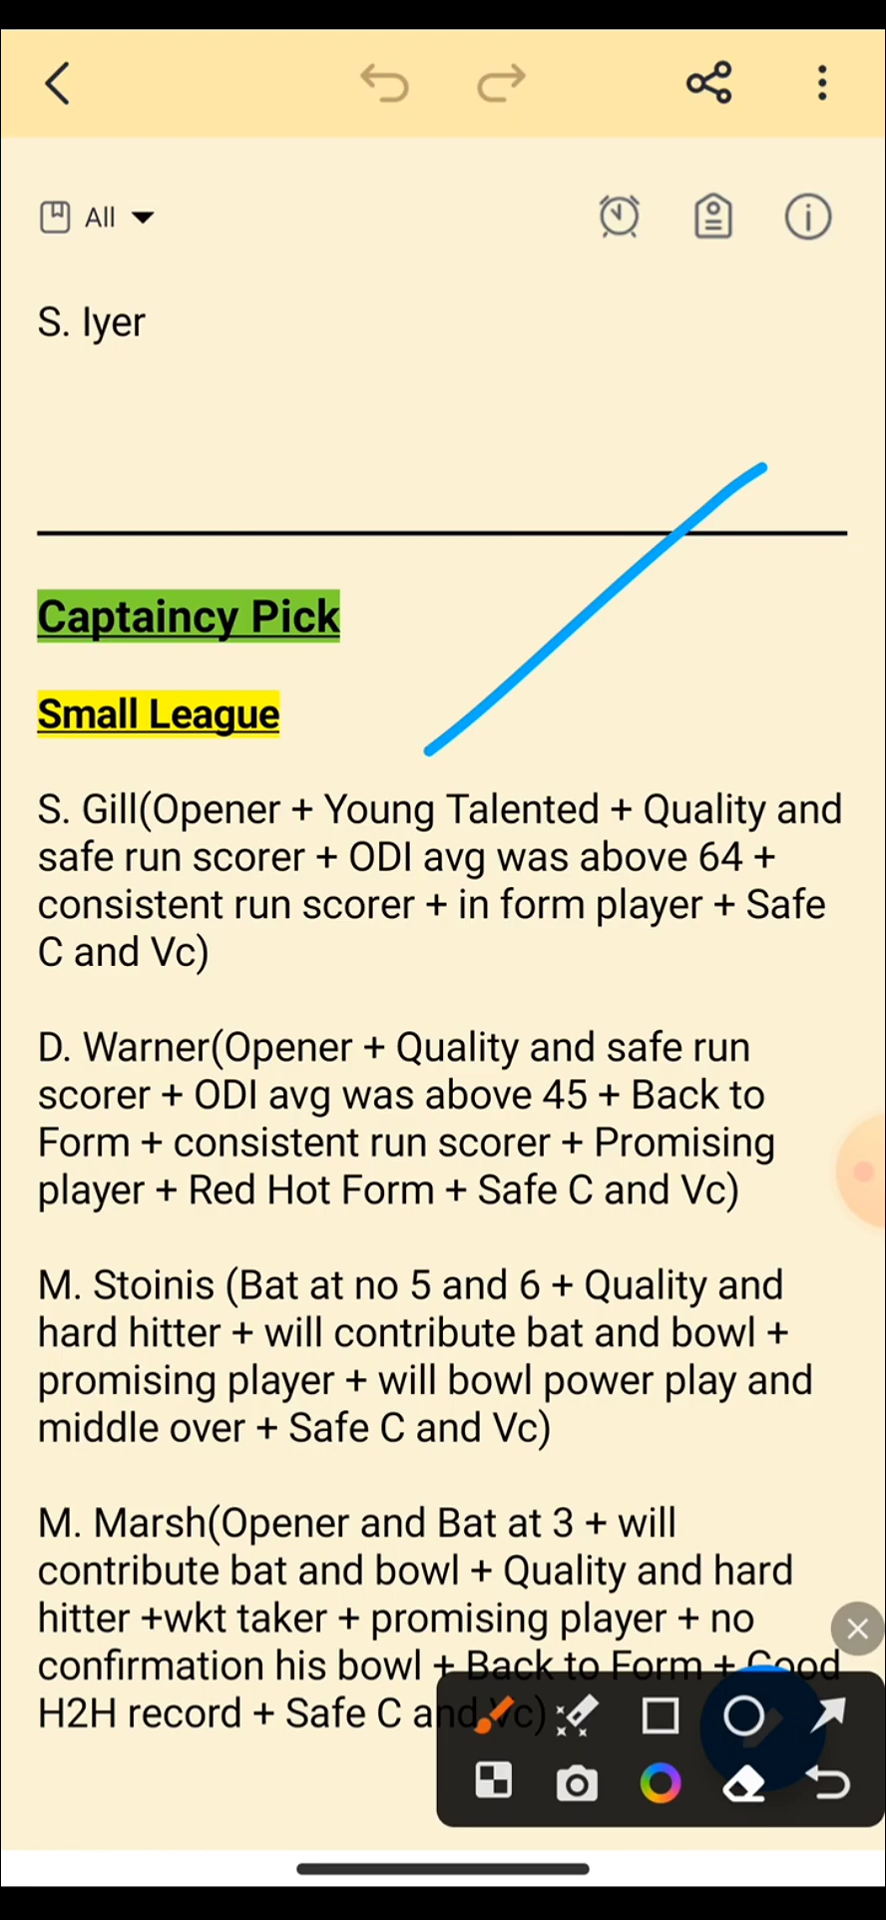 All
S. Iyer
Captaincy Pick
Small League
S. Gill(Opener + Young Talented + Quality and
safe run scorer + ODI avg was above 64 +
consistent run scorer + in form player + Safe
C and Vc)
D. Warner(Opener + Quality and safe run
scorer + ODI avg was above 45 + Back to
Form + consistent run scorer + Promising
player + Red Hot Form + Safe C and Vc)
M. Stoinis (Bat at no 5 and 6 + Quality and
hard hitter + will contribute bat and bowl +
promising player + will bowl power play and
middle over + Safe C and Vc)
M. Marsh(Opener and Bat at 3 + will
contribute bat and bowl + Quality and hard
hitter +wkt taker + promising player + no
confirmation his bowl + Back to Form + Good
H2H record + Safe C and Vc)